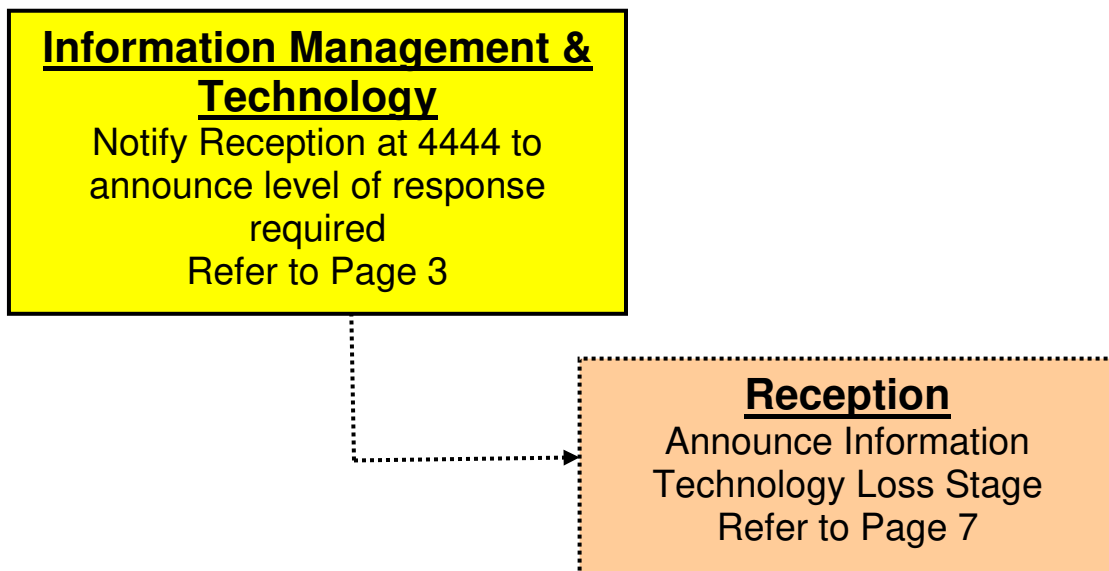 Information Management &
Technology
Notify Reception at 4444 to
announce level of response
required
Refer to Page 3
Reception
Announce Information
Technology Loss Stage
Refer to Page 7